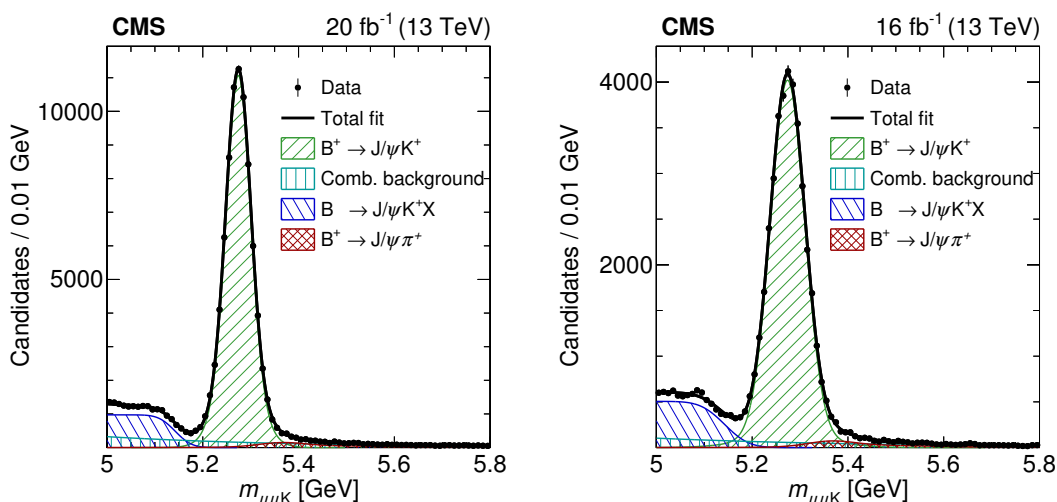 CMS 20 fb⁻¹ (13 TeV)
Candidates / 0.01 GeV
10000
5000
Data
Total fit
B⁺ → J/ψK⁺
Comb. background
B → J/ψK⁺X
B⁺ → J/ψπ⁺
5 5.2 5.4 5.6 5.8
m_μμK [GeV]
CMS 16 fb⁻¹ (13 TeV)
Candidates / 0.01 GeV
4000
2000
Data
Total fit
B⁺ → J/ψK⁺
Comb. background
B → J/ψK⁺X
B⁺ → J/ψπ⁺
5 5.2 5.4 5.6 5.8
m_μμK [GeV]